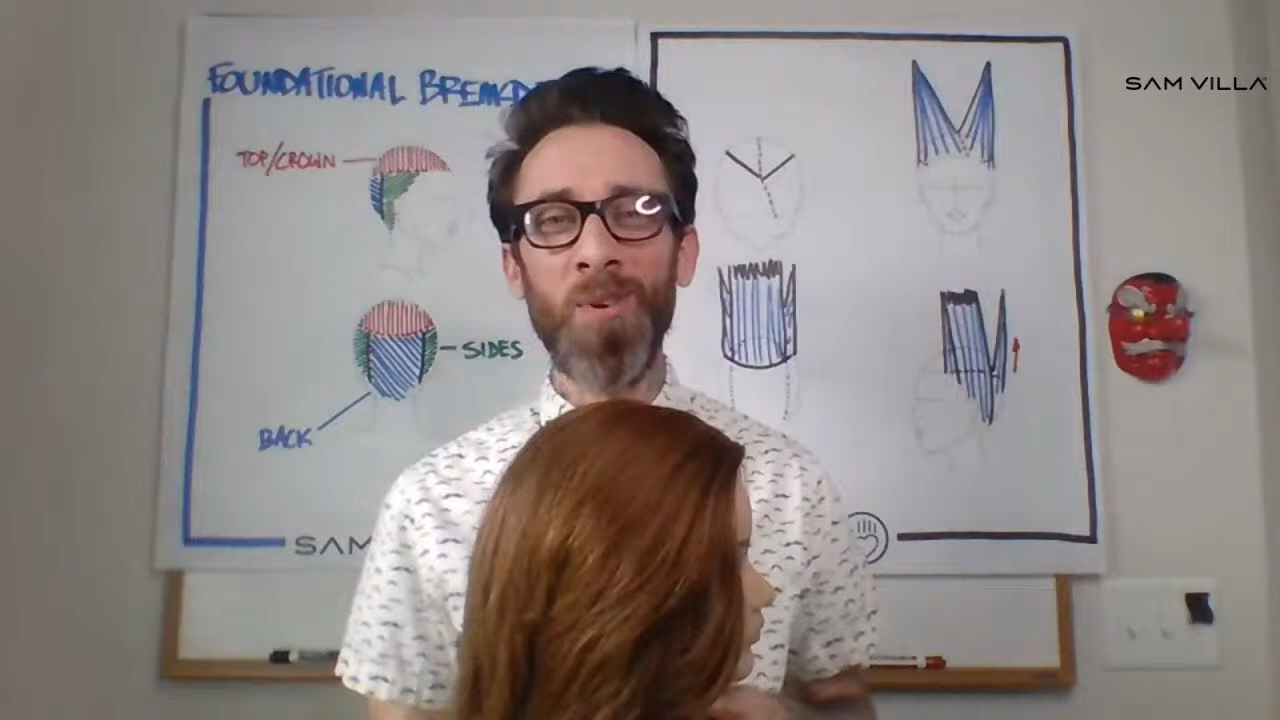 FOUNDATIONAL
TOP/CROWN
SIDES
BACK
SAM
SAM VILLA